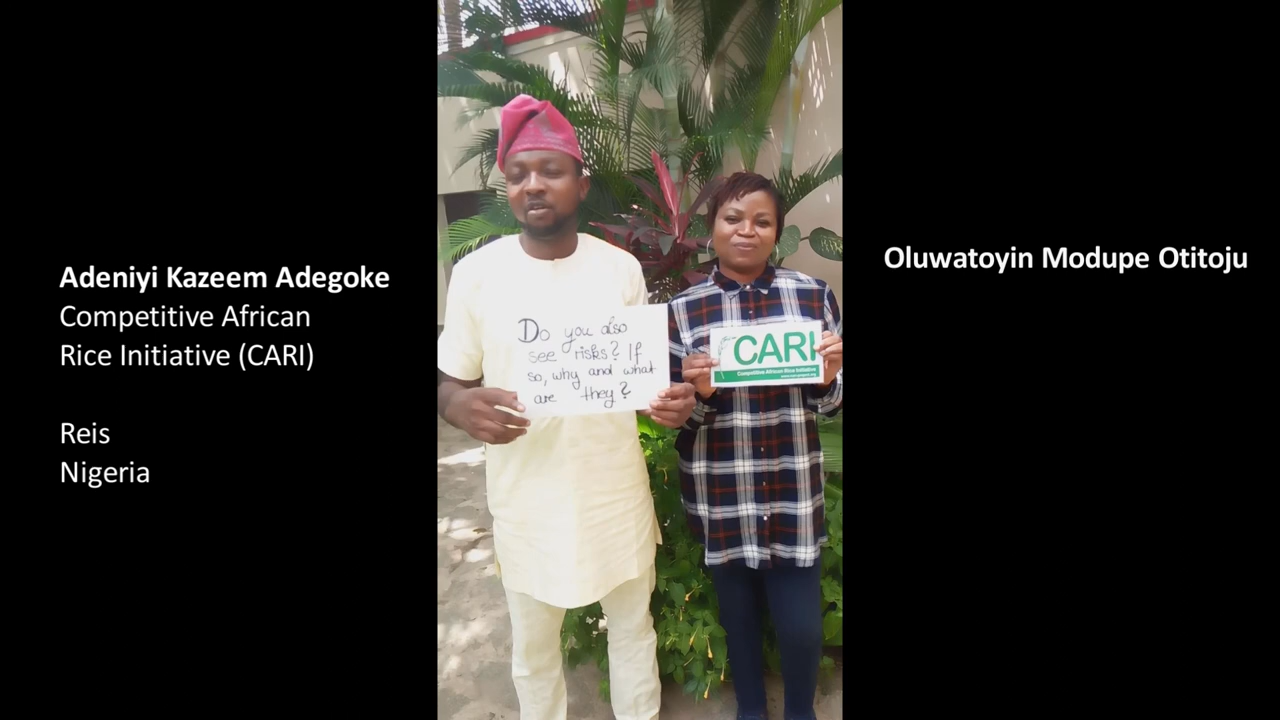 Adeniyi Kazeem Adegoke
Competitive African
Rice Initiative (CARI)
Reis
Nigeria
Do you also
see risks? If
so, why and what
are they?
CARI
Competitive African Rice Initiative
Oluwatoyin Modupe Otitoju